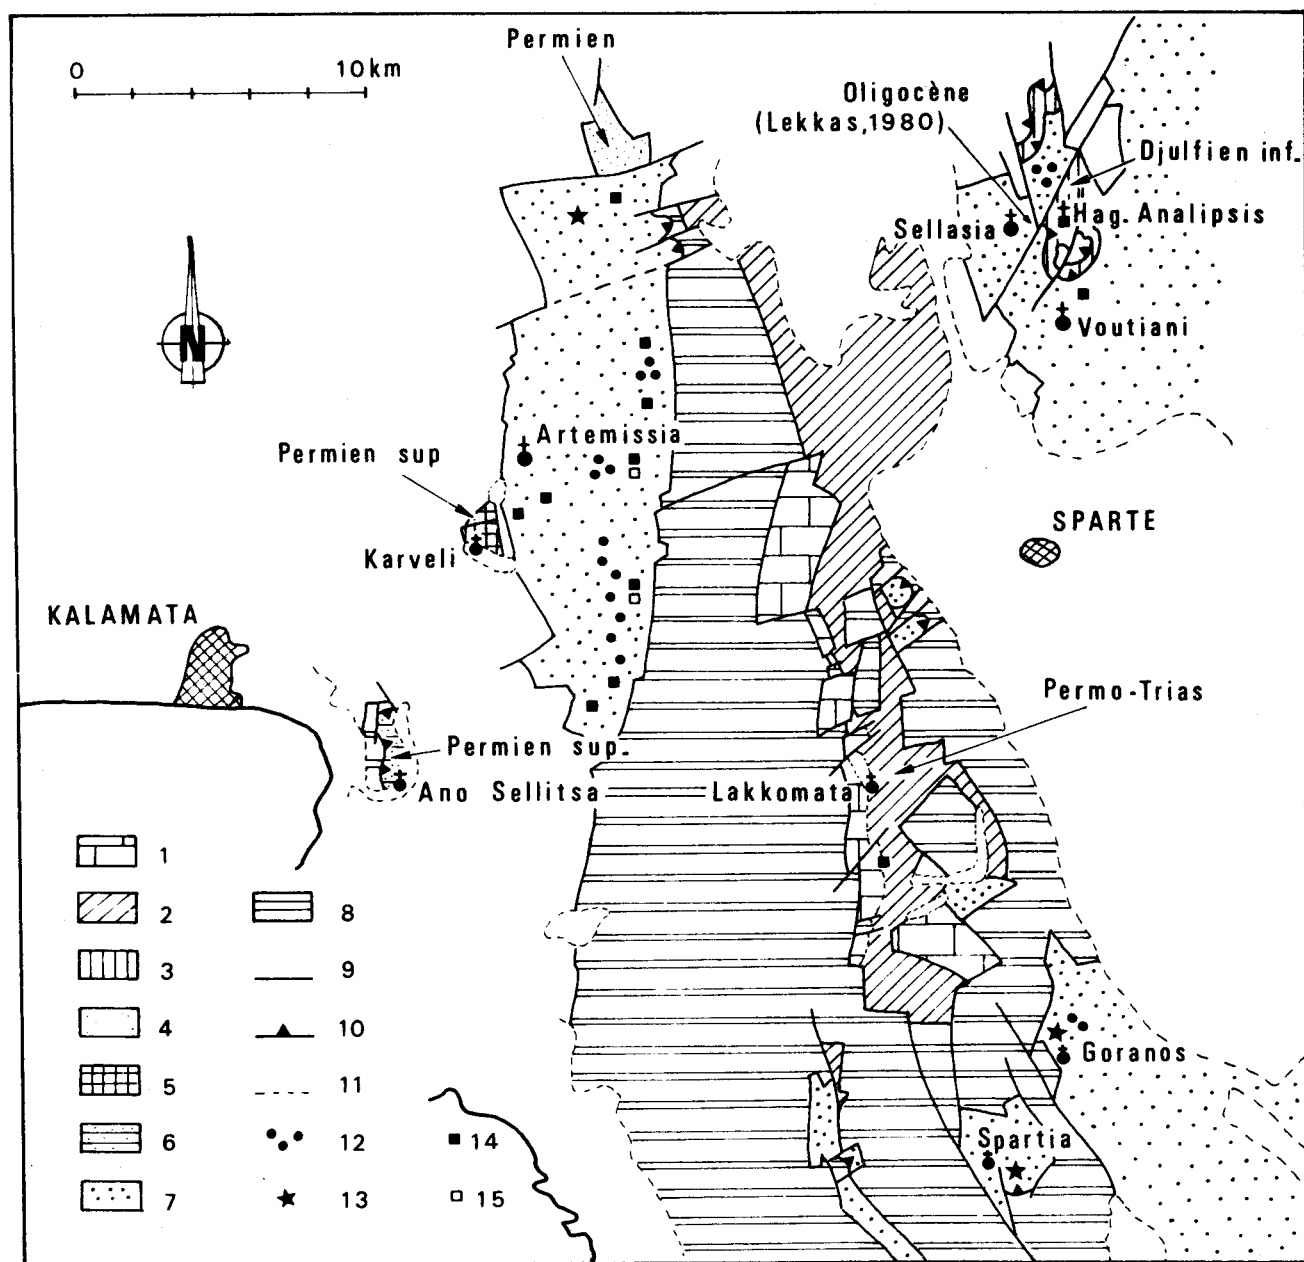 Permien
0 10 km
Oligocène
(Lekkas, 1980)
Djulfien inf.
Hag. Analipsis
Sellasia
N
Voutiani
Artemissia
Permien sup
SPARTE
Karveli
KALAMATA
Permo-Trias
Permien sup.
Ano Sellitsa
Lakkomata
1
2
3
4
5
6
7
8
9
10
11
12
13
14
15
Goranos
Spartia